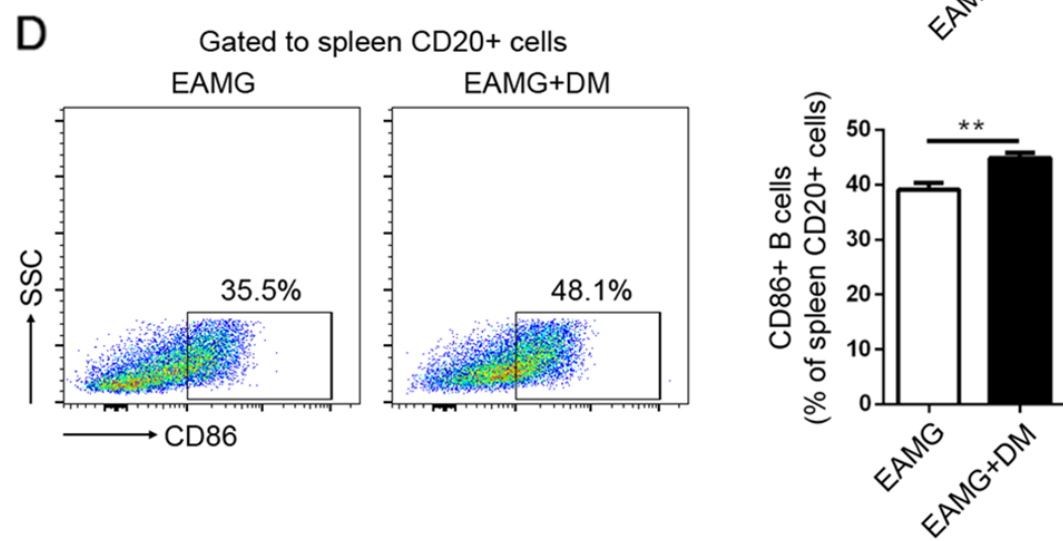 D
Gated to spleen CD20+ cells
EAMG
EAMG+DM
35.5%
48.1%
SSC
CD86
EAM
CD86+ B cells
(% of spleen CD20+ cells)
50
40
30
20
10
0
**
EAMG
EAMG+DM